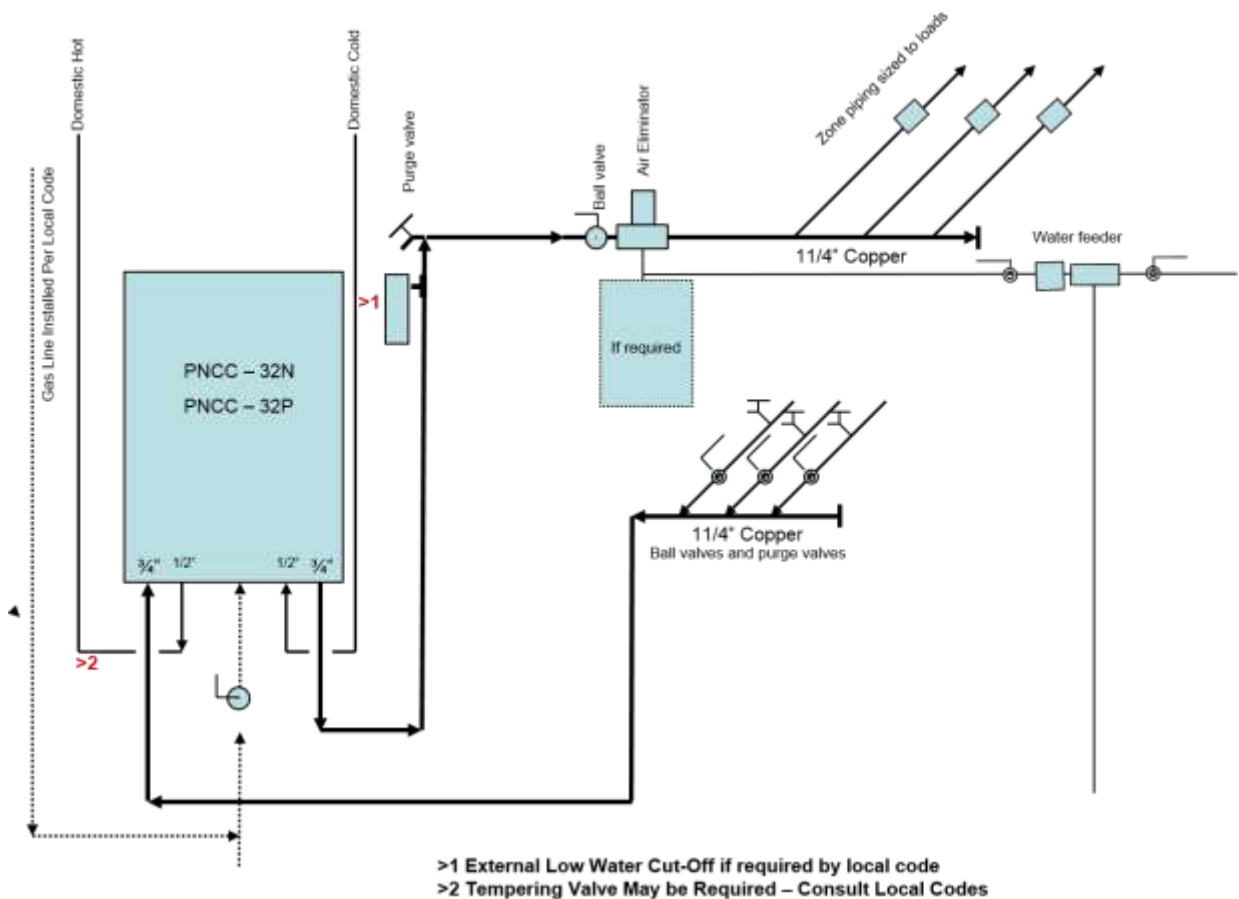 Domestic Hot
Domestic Cold
Gas Line Installed Per Local Code
Purge valve
Ball valve
Air Eliminator
Zone piping sized to loads
Water feeder
11/4" Copper
>1
If required
PNCC – 32N
PNCC – 32P
11/4" Copper
Ball valves and purge valves
¾" 1/2" 1/2" ¾"
>2
>1 External Low Water Cut-Off if required by local code
>2 Tempering Valve May be Required – Consult Local Codes